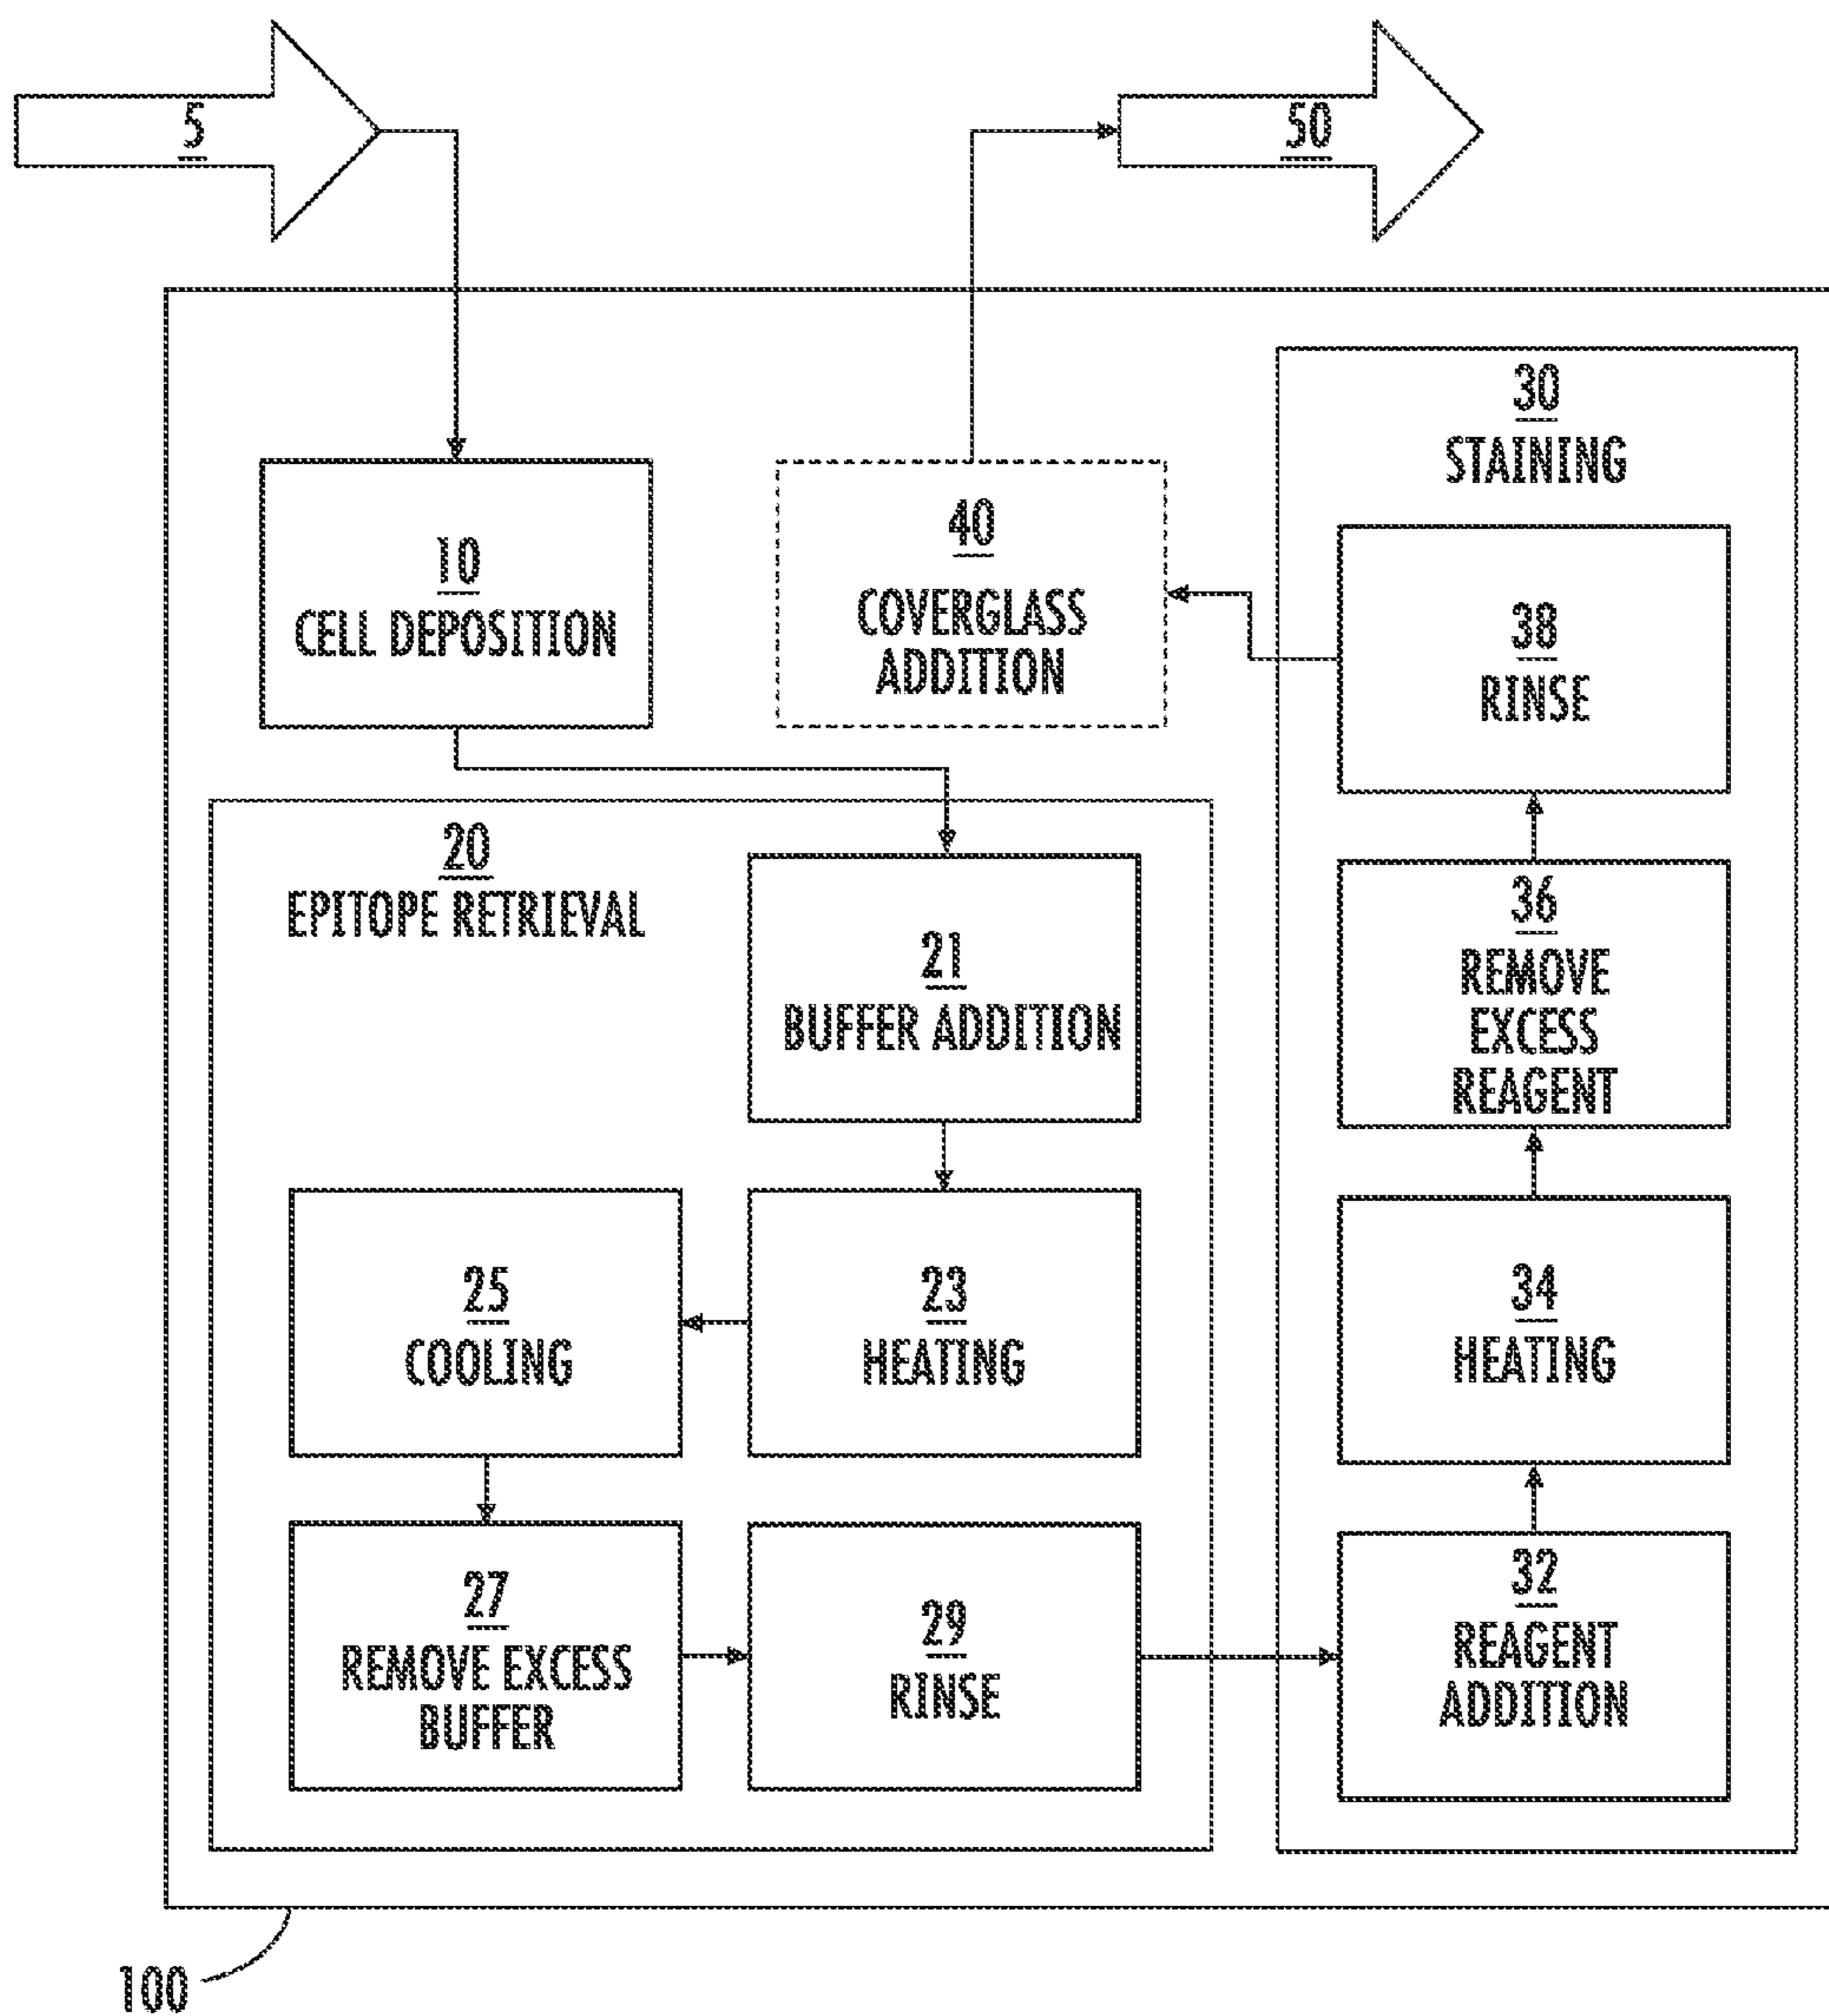 5
50
10
CELL DEPOSITION
40
COVERGLASS
ADDITION
30
STAINING
38
RINSE
20
EPITOPE RETRIEVAL
21
BUFFER ADDITION
36
REMOVE
EXCESS
REAGENT
25
COOLING
23
HEATING
34
HEATING
27
REMOVE EXCESS
BUFFER
29
RINSE
32
REAGENT
ADDITION
100